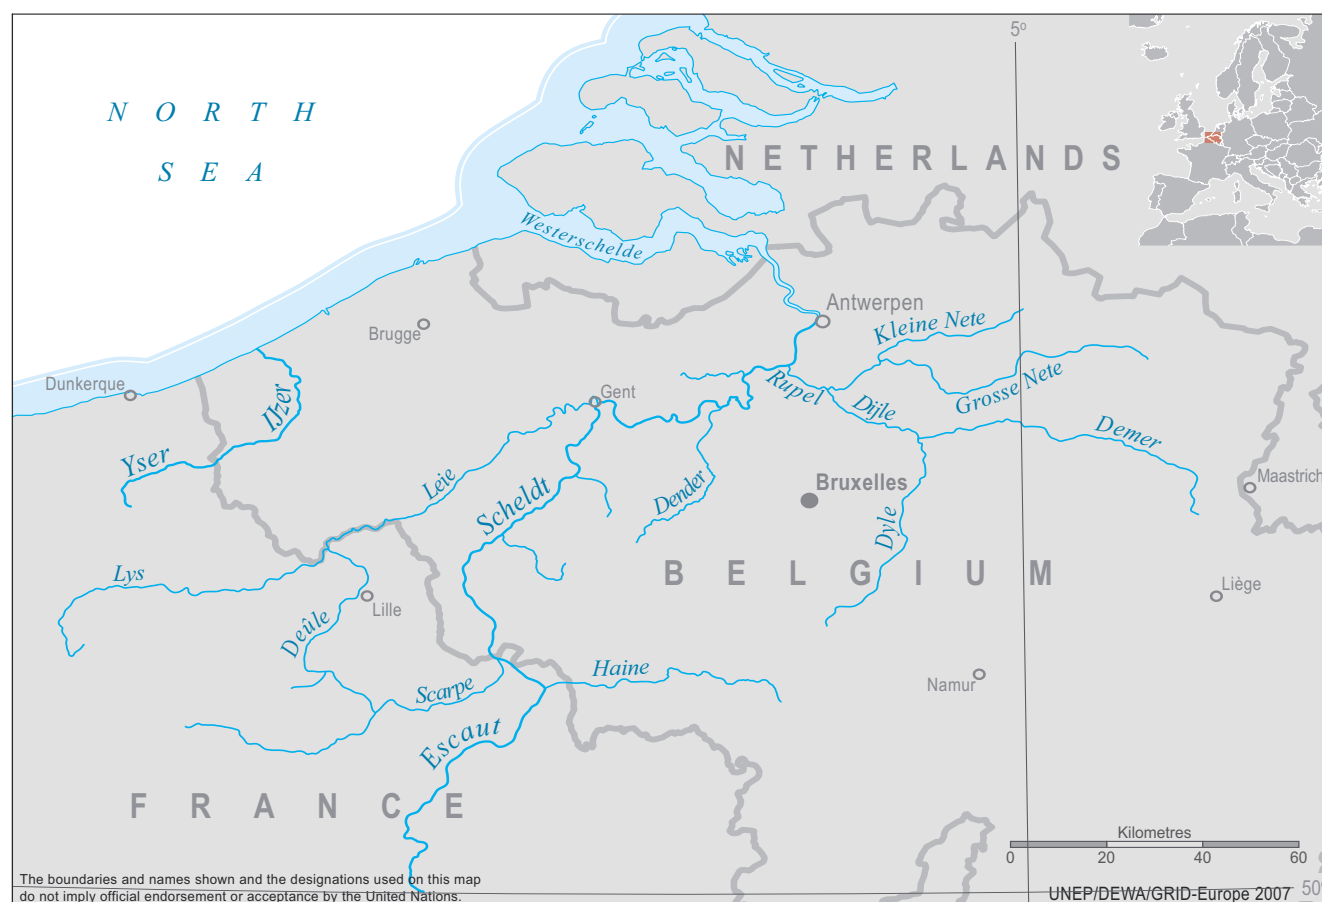 5º
NORTH
SEA
NETHERLANDS
Westerschelde
Antwerpen
Brugge
Kleine Nete
Dunkerque
Gent
Rupel
Grosse Nete
IJzer
Dijle
Demer
Yser
Leie
Scheldt
Dender
Bruxelles
Maastrich
Dyle
Lys
BELGIUM
Liège
Lille
Deûle
Haine
Scarpe
Namur
Escaut
FRANCE
Kilometres
0 20 40 60
The boundaries and names shown and the designations used on this map
do not imply official endorsement or acceptance by the United Nations.
UNEP/DEWA/GRID-Europe 2007
50º